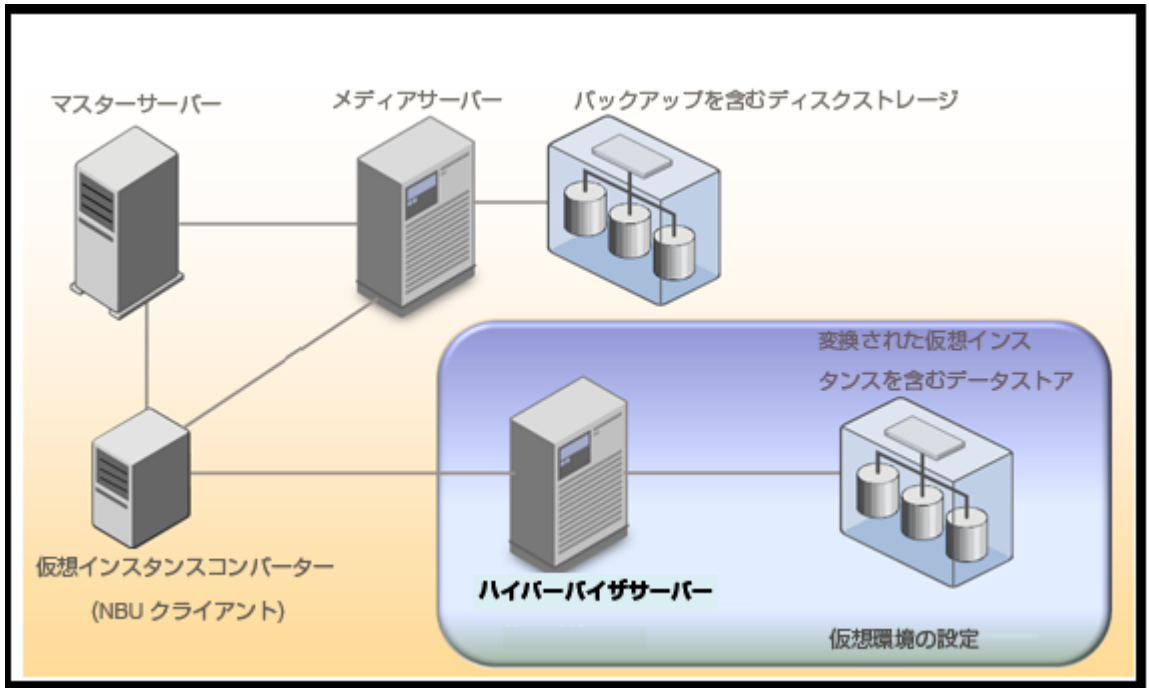 マスターサーバー
メディアサーバー
バックアップを含むディスクストレージ
変換された仮想インス
タンスを含むデータストア
仮想インスタンスコンバーター
(NBU クライアント)
ハイパーバイザサーバー
仮想環境の設定